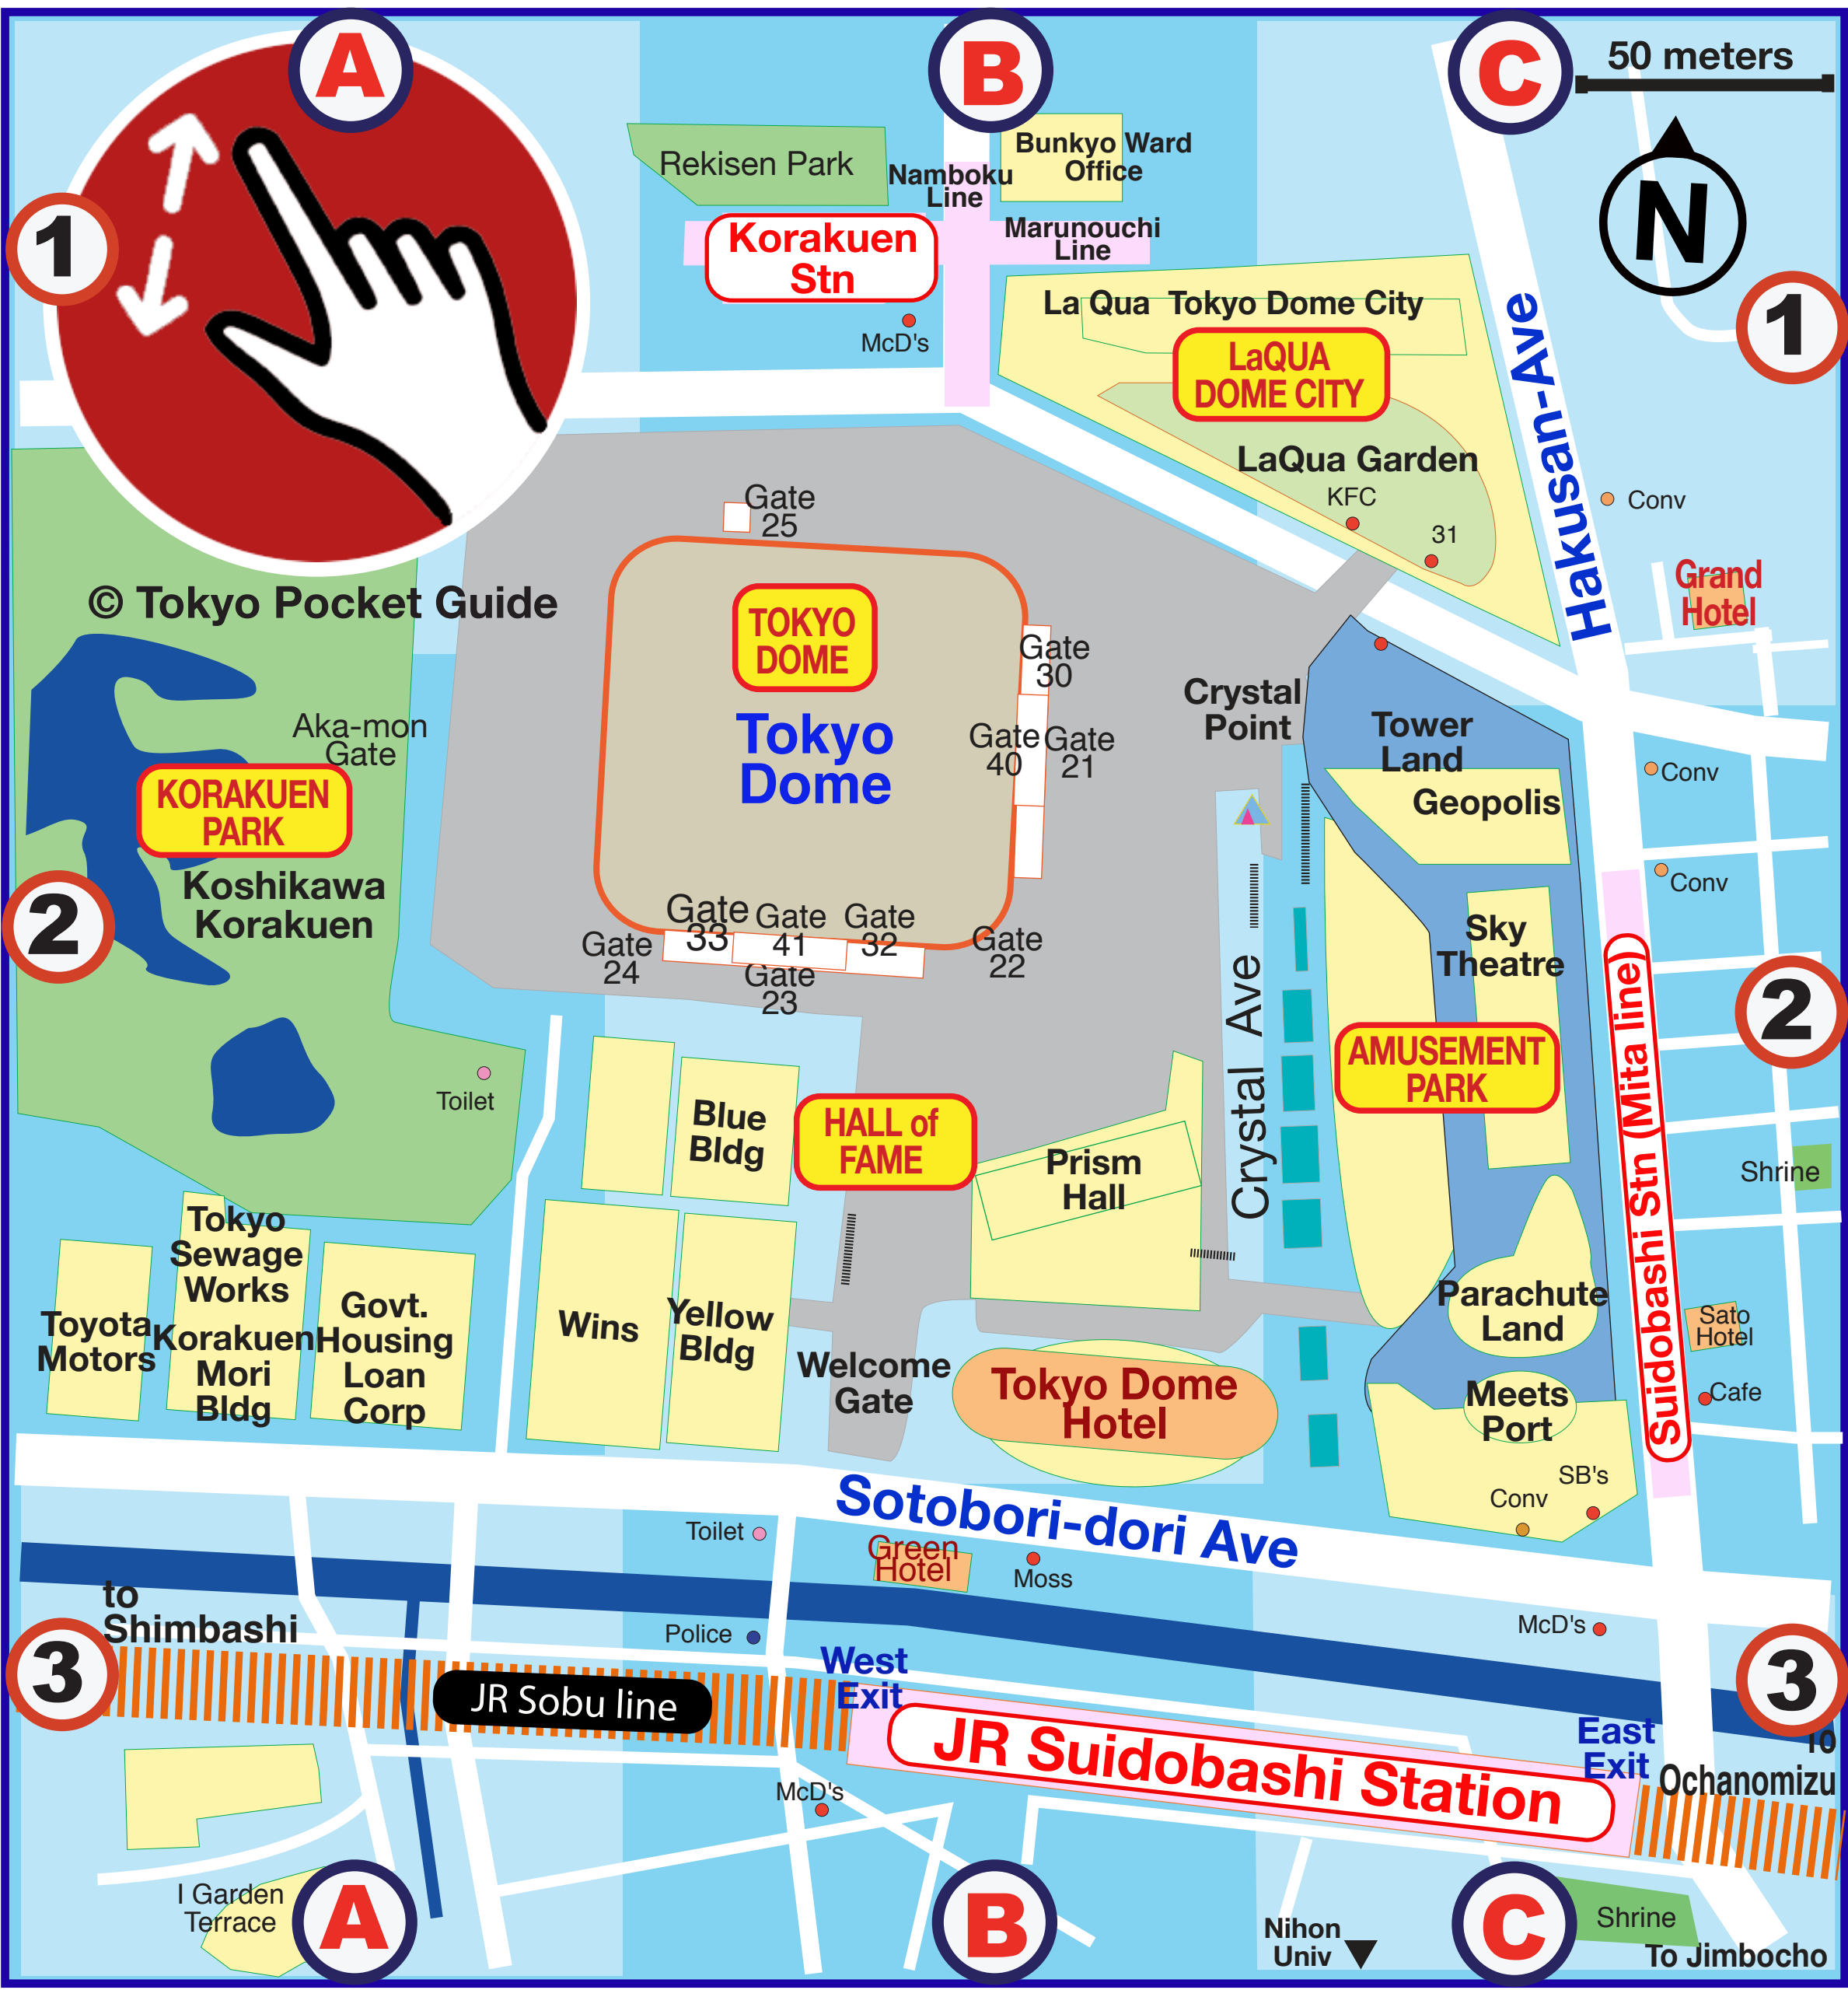 A
B
C
50 meters
N
1
1
Rekisen Park
Namboku
Line
Bunkyo Ward
Office
Korakuen
Stn
Marunouchi
Line
McD's
La Qua Tokyo Dome City
LaQUA
DOME CITY
LaQua Garden
KFC
31
Hakusan-Ave
Conv
Grand
Hotel
© Tokyo Pocket Guide
Gate
25
TOKYO
DOME
Tokyo
Dome
Gate
30
Gate
40
Gate
21
Crystal
Point
Tower
Land
Geopolis
Conv
Conv
Aka-mon
Gate
KORAKUEN
PARK
Koshikawa
Korakuen
2
2
Gate
33
Gate
41
Gate
32
Gate
24
Gate
23
Gate
22
Sky
Theatre
Crystal Ave
AMUSEMENT
PARK
Suidobashi Stn (Mita line)
Toilet
Blue
Bldg
HALL of
FAME
Prism
Hall
Shrine
Tokyo
Sewage
Works
Toyota
Motors
Korakuen
Mori
Bldg
Govt.
Housing
Loan
Corp
Wins
Yellow
Bldg
Welcome
Gate
Tokyo Dome
Hotel
Parachute
Land
Meets
Port
Sato
Hotel
Cafe
SB's
Conv
Sotobori-dori Ave
Toilet
Green
Hotel
Moss
McD's
to
Shimbashi
Police
3
3
JR Sobu line
West
Exit
JR Suidobashi Station
East
Exit
To
Ochanomizu
McD's
I Garden
Terrace
A
B
C
Nihon
Univ
Shrine
To Jimbocho